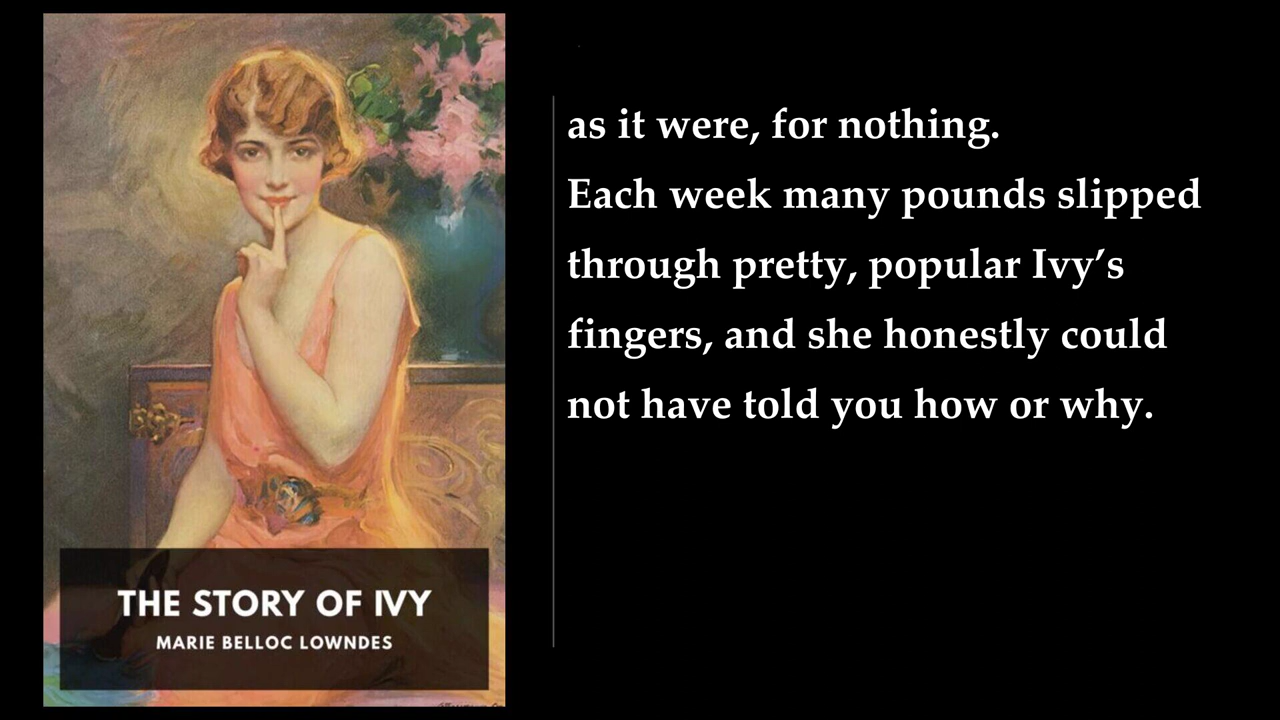 as it were, for nothing.
Each week many pounds slipped
through pretty, popular Ivy’s
fingers, and she honestly could
not have told you how or why.
THE STORY OF IVY
MARIE BELLOC LOWNDES